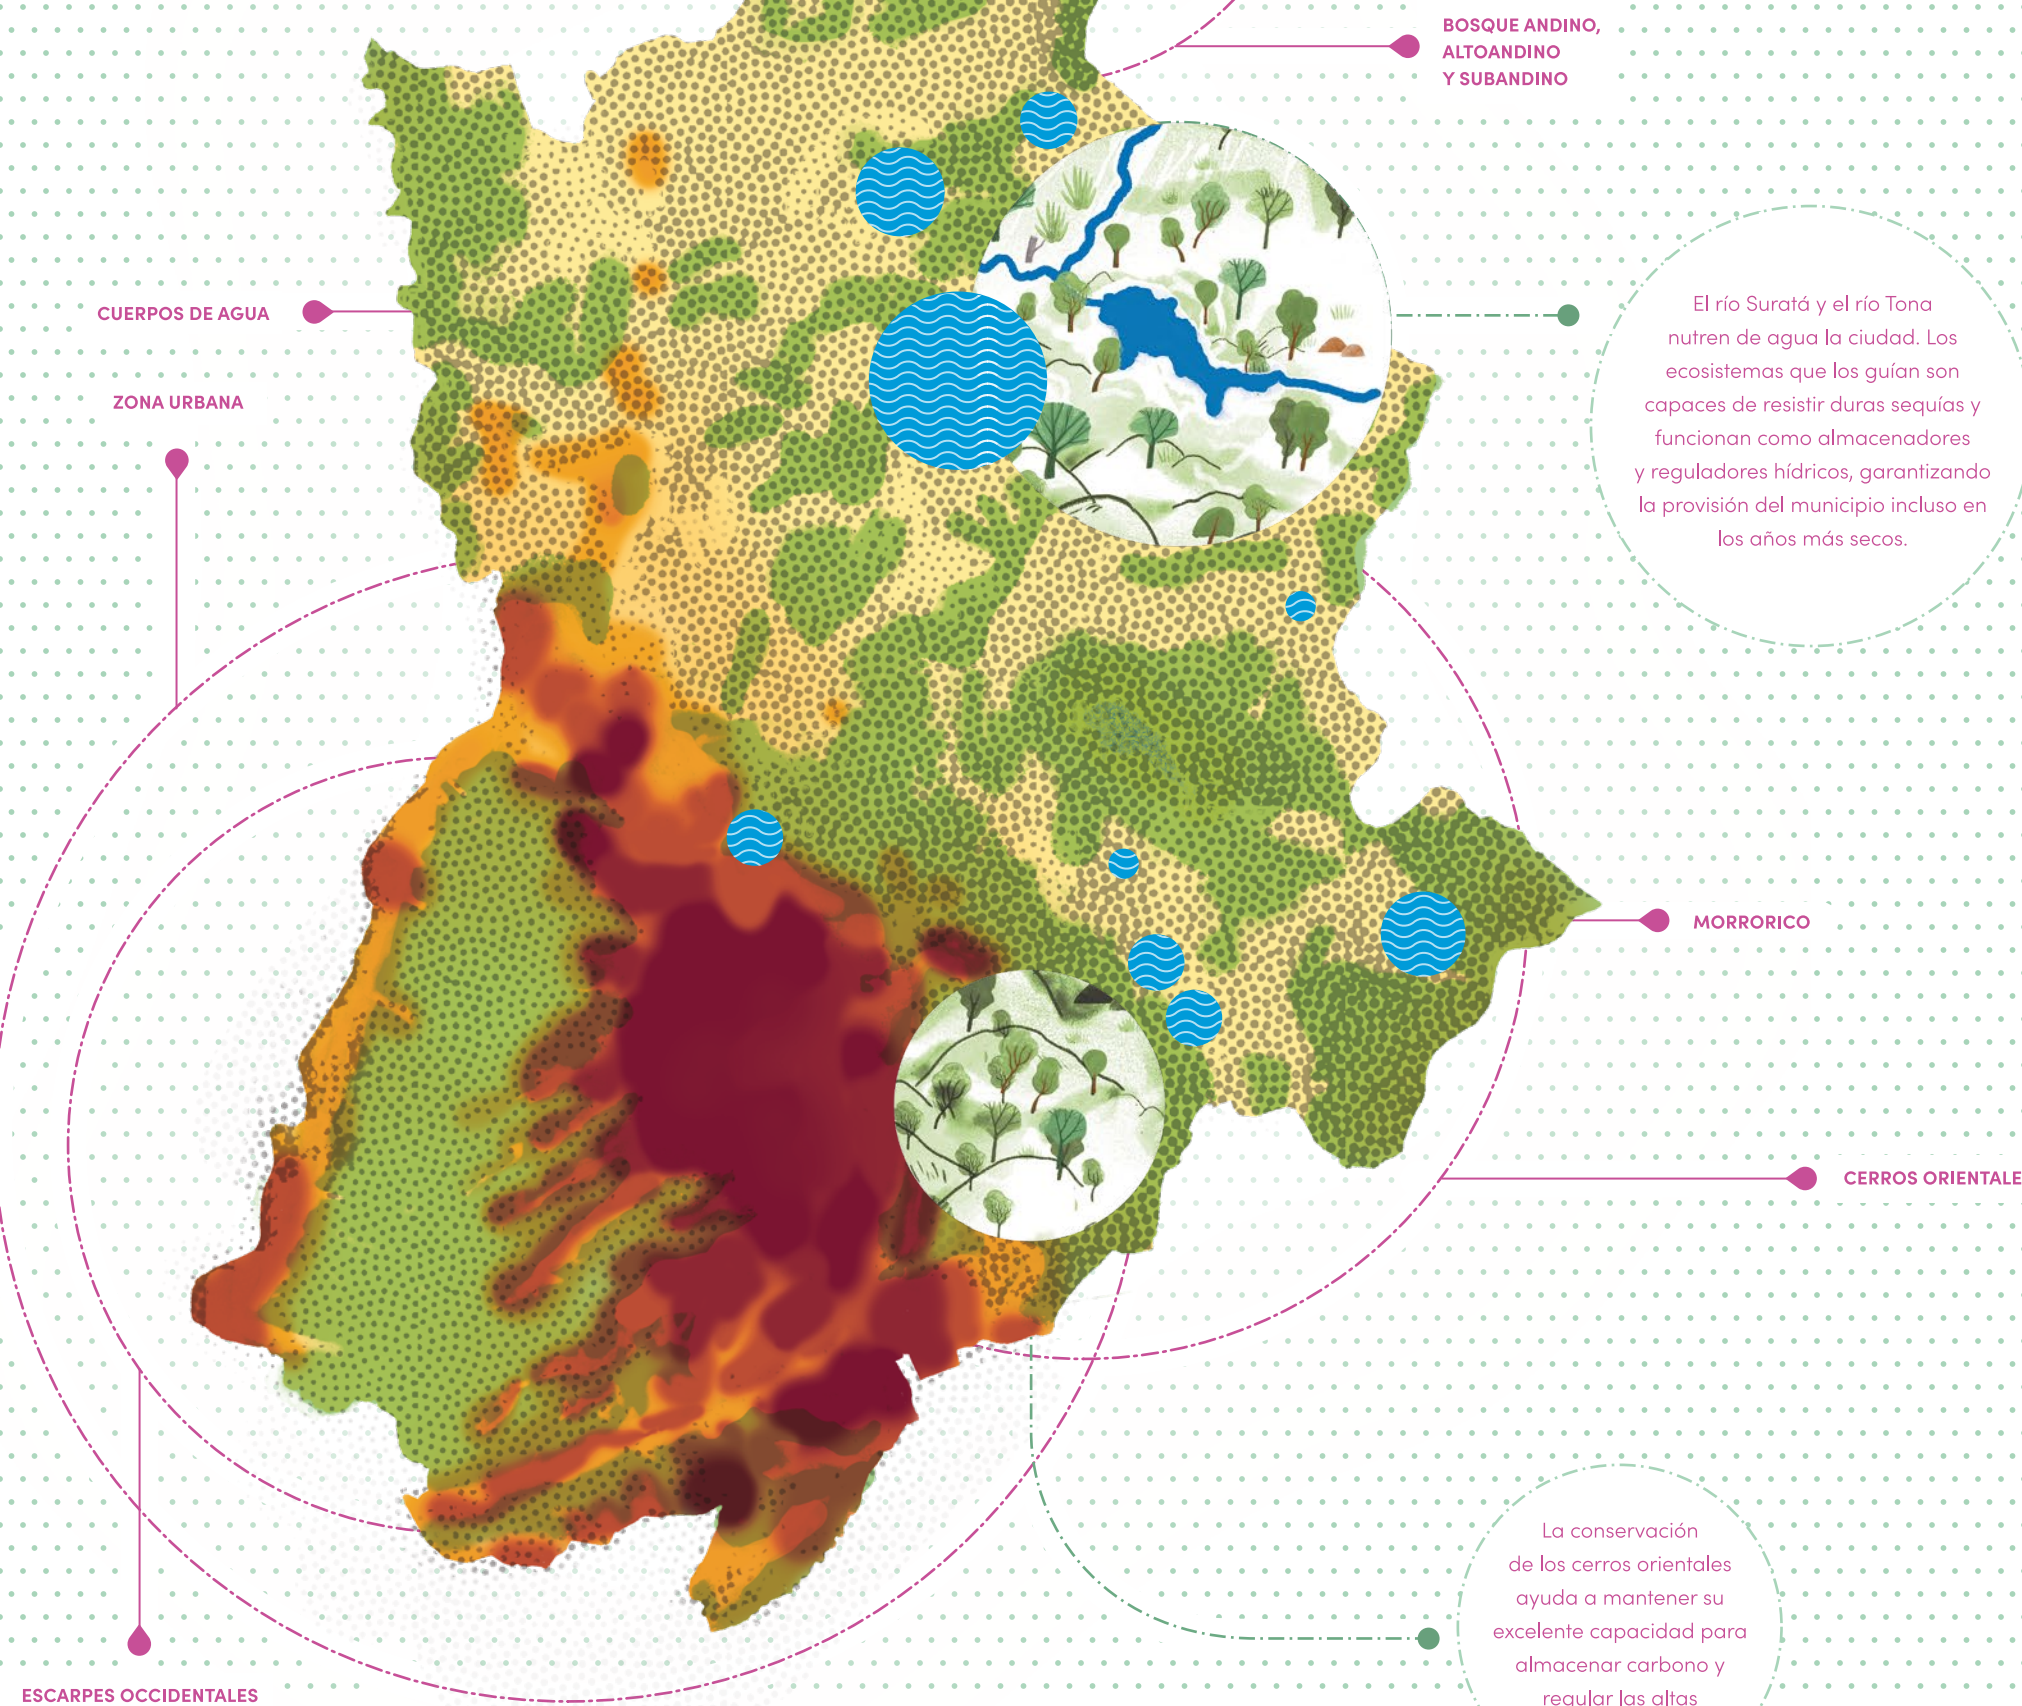 BOSQUE ANDINO,
ALTOANDINO
Y SUBANDINO
CUERPOS DE AGUA
ZONA URBANA
El río Suratá y el río Tona
nutren de agua la ciudad. Los
ecosistemas que los guían son
capaces de resistir duras sequías y
funcionan como almacenadores
y reguladores hídricos, garantizando
la provisión del municipio incluso en
los años más secos.
MORRORICO
CERROS ORIENTALE
La conservación
de los cerros orientales
ayuda a mantener su
excelente capacidad para
almacenar carbono y
regular las altas
ESCARPES OCCIDENTALES